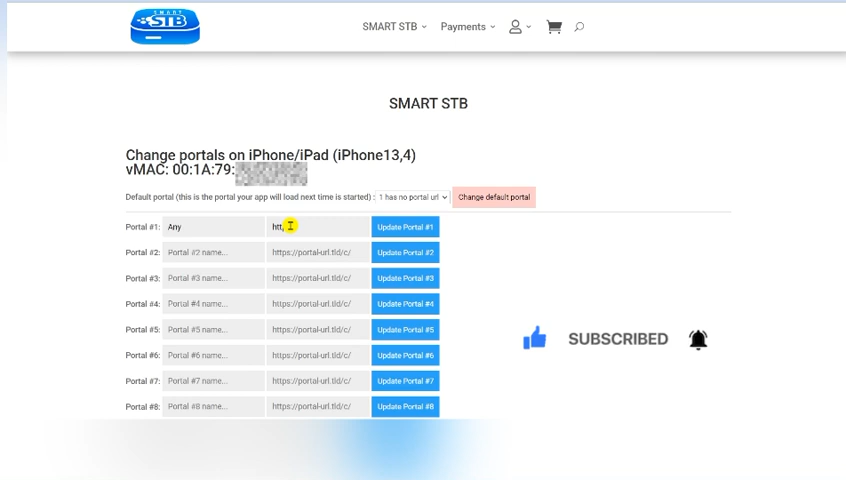 SMART
STB
SMART STB
Payments
SMART STB
Change portals on iPhone/iPad (iPhone13,4)
vMAC: 00:1A:79:
Default portal (this is the portal your app will load next time is started) : 1 has no portal url Change default portal
Portal #1: Any htt, Update Portal #1
Portal #2: Portal #2 name... https://portal-url.tld/c/ Update Portal #2
Portal #3: Portal #3 name... https://portal-url.tld/c/ Update Portal #3
Portal #4: Portal #4 name... https://portal-url.tld/c/ Update Portal #4
Portal #5: Portal #5 name... https://portal-url.tld/c/ Update Portal #5
Portal #6: Portal #6 name... https://portal-url.tld/c/ Update Portal #6
Portal #7: Portal #7 name... https://portal-url.tld/c/ Update Portal #7
Portal #8: Portal #8 name... https://portal-url.tld/c/ Update Portal #8
SUBSCRIBED